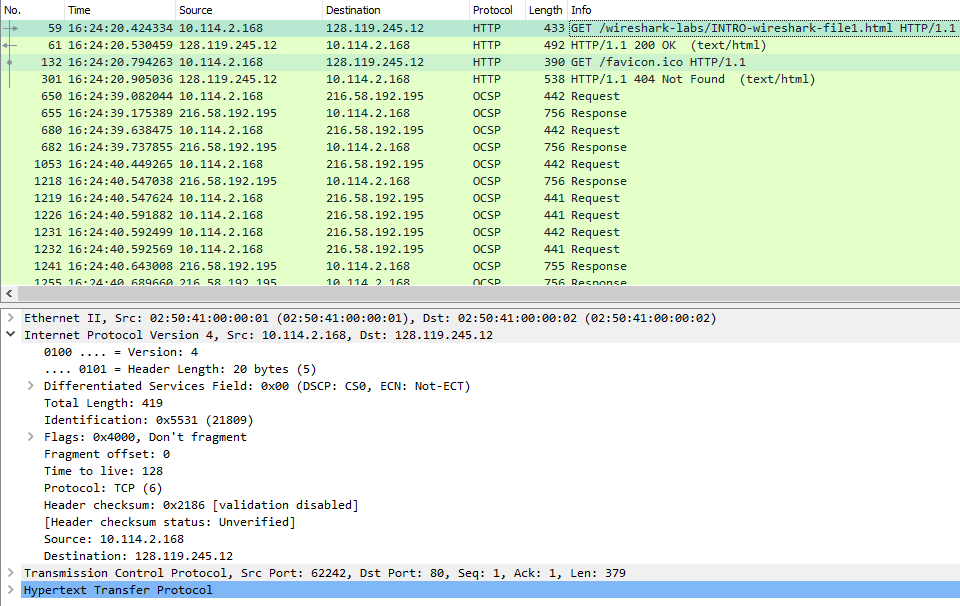 No. Time Source Destination Protocol Length Info
59 16:24:20.424334 10.114.2.168 128.119.245.12 HTTP 433 GET /wireshark-labs/INTRO-wireshark-file1.html HTTP/1.1
61 16:24:20.530459 128.119.245.12 10.114.2.168 HTTP 492 HTTP/1.1 200 OK (text/html)
132 16:24:20.794263 10.114.2.168 128.119.245.12 HTTP 390 GET /favicon.ico HTTP/1.1
301 16:24:20.905036 128.119.245.12 10.114.2.168 HTTP 538 HTTP/1.1 404 Not Found (text/html)
650 16:24:39.082044 10.114.2.168 216.58.192.195 OCSP 442 Request
655 16:24:39.175389 216.58.192.195 10.114.2.168 OCSP 756 Response
680 16:24:39.638475 10.114.2.168 216.58.192.195 OCSP 442 Request
682 16:24:39.737855 216.58.192.195 10.114.2.168 OCSP 756 Response
1053 16:24:40.449265 10.114.2.168 216.58.192.195 OCSP 442 Request
1218 16:24:40.547038 216.58.192.195 10.114.2.168 OCSP 756 Response
1219 16:24:40.547624 10.114.2.168 216.58.192.195 OCSP 441 Request
1226 16:24:40.591882 10.114.2.168 216.58.192.195 OCSP 441 Request
1231 16:24:40.592499 10.114.2.168 216.58.192.195 OCSP 442 Request
1232 16:24:40.592569 10.114.2.168 216.58.192.195 OCSP 441 Request
1241 16:24:40.643008 216.58.192.195 10.114.2.168 OCSP 755 Response
1255 16:24:40.689660 216.58.192.195 10.114.2.168 OCSP 756 Response
Ethernet II, Src: 02:50:41:00:00:01 (02:50:41:00:00:01), Dst: 02:50:41:00:00:02 (02:50:41:00:00:02)
Internet Protocol Version 4, Src: 10.114.2.168, Dst: 128.119.245.12
0100 .... = Version: 4
.... 0101 = Header Length: 20 bytes (5)
Differentiated Services Field: 0x00 (DSCP: CS0, ECN: Not-ECT)
Total Length: 419
Identification: 0x5531 (21809)
Flags: 0x4000, Don't fragment
Fragment offset: 0
Time to live: 128
Protocol: TCP (6)
Header checksum: 0x2186 [validation disabled]
[Header checksum status: Unverified]
Source: 10.114.2.168
Destination: 128.119.245.12
Transmission Control Protocol, Src Port: 62242, Dst Port: 80, Seq: 1, Ack: 1, Len: 379
Hypertext Transfer Protocol